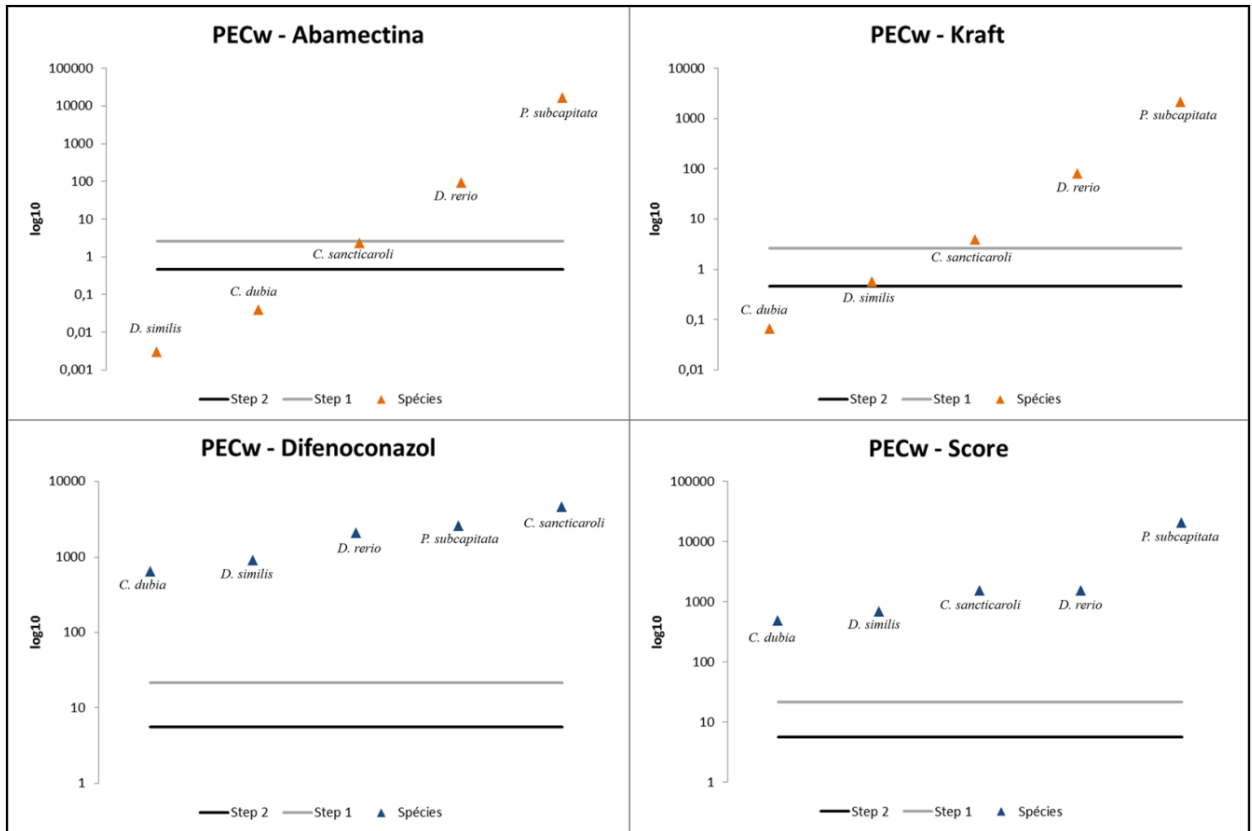 PECw - Abamectina
100000
10000
1000
100
10
1
0,1
0,01
0,001
log10
P. subcapitata
D. rerio
C. sancticaroli
C. dubia
D. similis
Step 2 Step 1 Spécies
PECw - Kraft
10000
1000
100
10
1
0,1
0,01
log10
P. subcapitata
D. rerio
C. sancticaroli
D. similis
C. dubia
Step 2 Step 1 Spécies
PECw - Difenoconazol
10000
1000
100
10
1
log10
C. sancticaroli
P. subcapitata
D. rerio
D. similis
C. dubia
Step 2 Step 1 Spécies
PECw - Score
100000
10000
1000
100
10
1
log10
P. subcapitata
C. sancticaroli
D. rerio
D. similis
C. dubia
Step 2 Step 1 Spécies